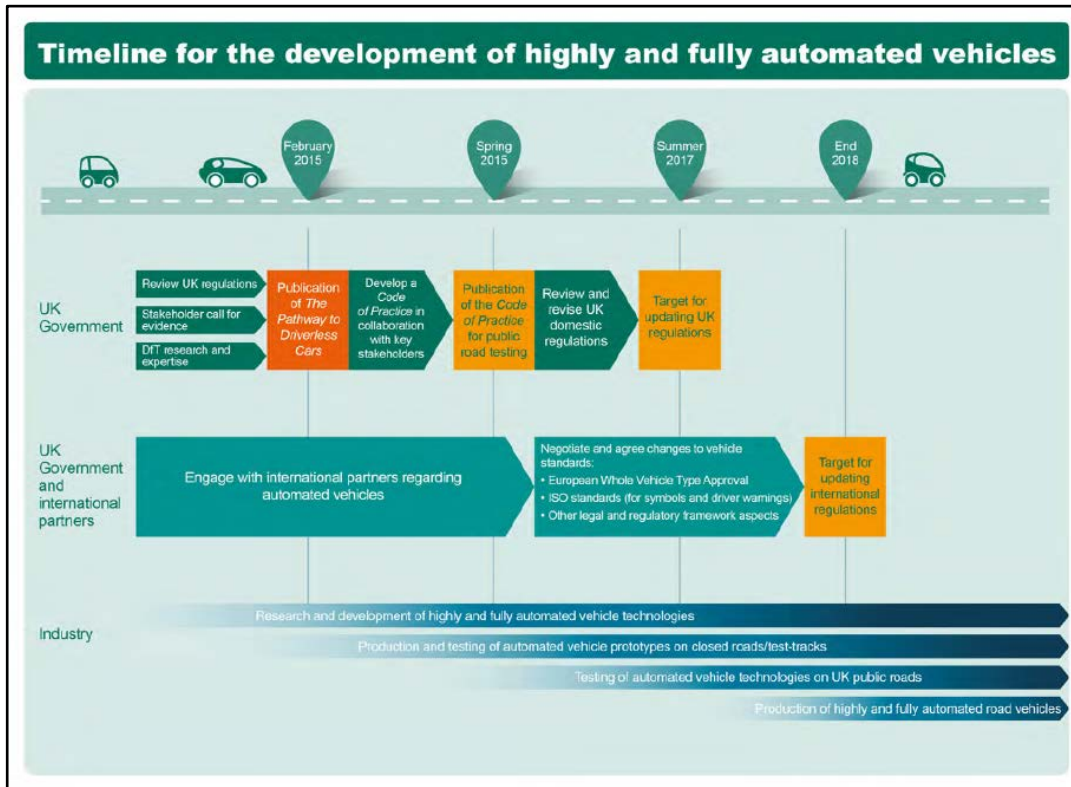 Timeline for the development of highly and fully automated vehicles
February
2015
Spring
2015
Summer
2017
End
2018
UK
Government
Review UK regulations
Stakeholder call for
evidence
DfT research and
expertise
Publication
of The
Pathway to
Driverless
Cars
Develop a
Code
of Practice in
collaboration
with key
stakeholders
Publication
of the Code
of Practice
for public
road testing
Review and
revise UK
domestic
regulations
Target for
updating UK
regulations
UK
Government
and
international
partners
Engage with international partners regarding
automated vehicles
Negotiate and agree changes to vehicle
standards:
• European Whole Vehicle Type Approval
• ISO standards (for symbols and driver warnings)
• Other legal and regulatory framework aspects
Target for
updating
international
regulations
Industry
Research and development of highly and fully automated vehicle technologies
Production and testing of automated vehicle prototypes on closed roads/test-tracks
Testing of automated vehicle technologies on UK public roads
Production of highly and fully automated road vehicles